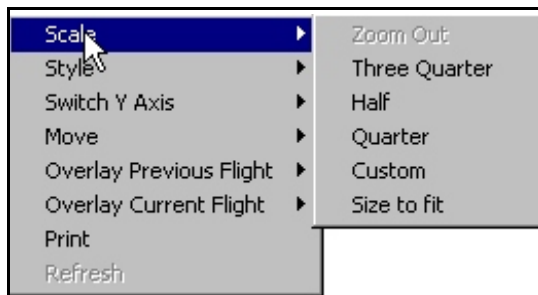 Scale
Style
Switch Y Axis
Move
Overlay Previous Flight
Overlay Current Flight
Print
Refresh
Zoom Out
Three Quarter
Half
Quarter
Custom
Size to fit